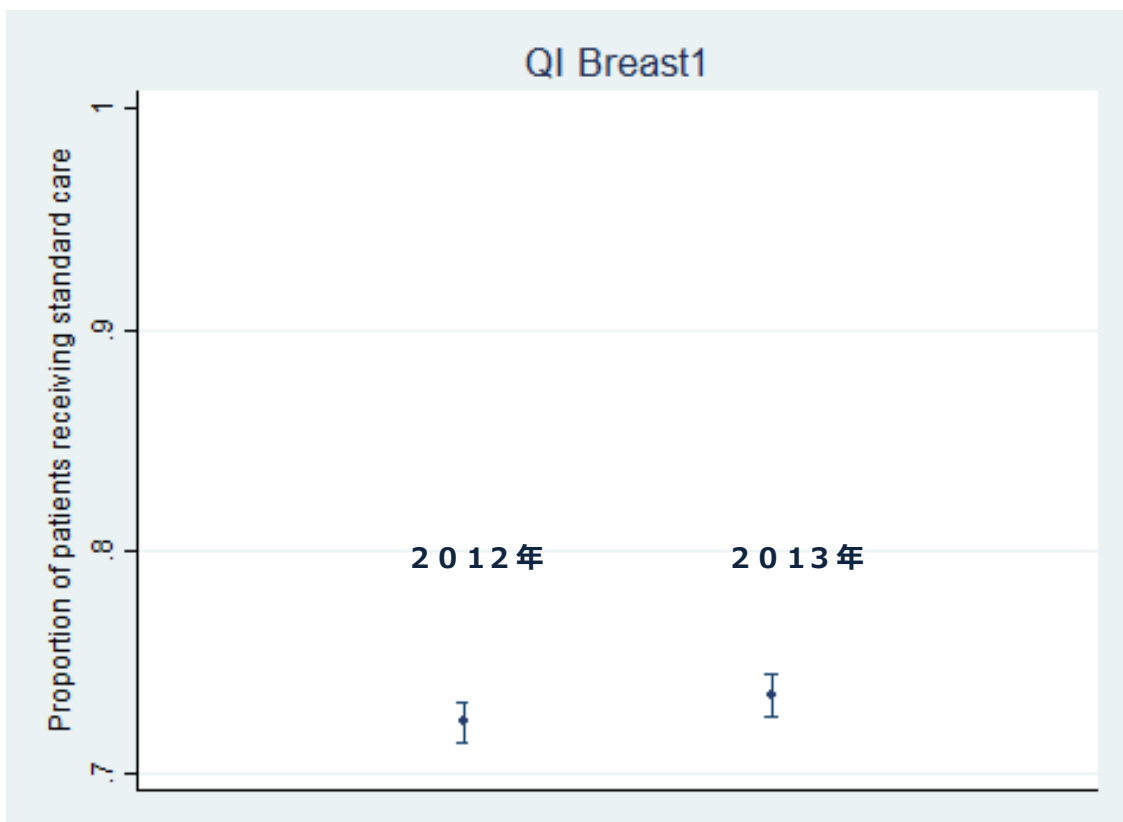 QI Breast1
Proportion of patients receiving standard care
1
.9
.8
.7
２０１２年
２０１３年